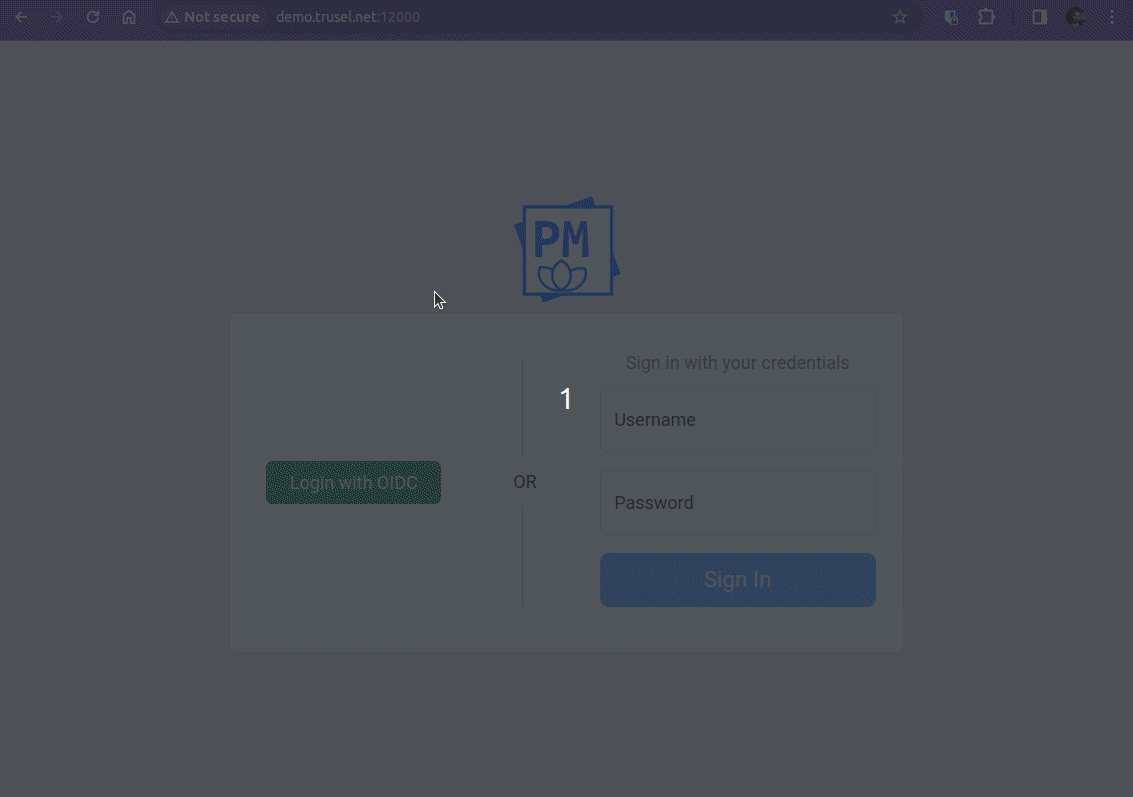 Not secure demo.trusel.net:12000
PM
Sign in with your credentials
1
Username
Login with OIDC
OR
Password
Sign In